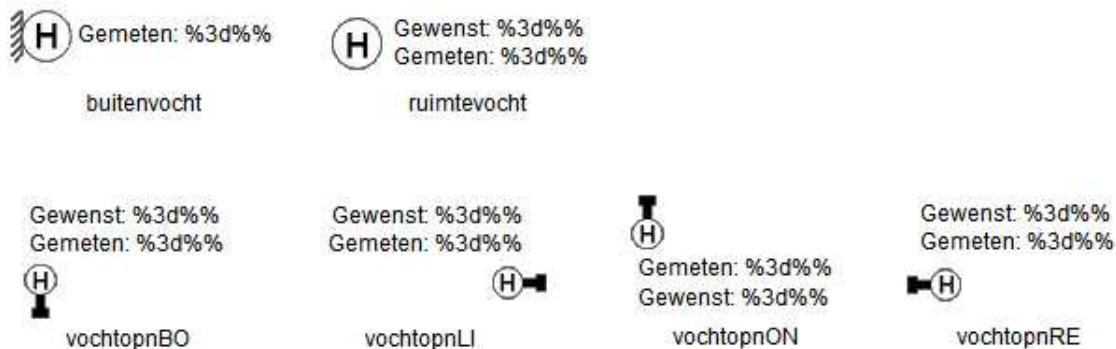 H Gemeten: %3d%%
buitenvocht
H Gewenst: %3d%%
Gemeten: %3d%%
ruimtevocht
Gewenst: %3d%%
Gemeten: %3d%%
H
vochtopnBO
Gewenst: %3d%%
Gemeten: %3d%%
H
vochtopnLI
H
Gemeten: %3d%%
Gewenst: %3d%%
vochtopnON
Gewenst: %3d%%
Gemeten: %3d%%
H
vochtopnRE